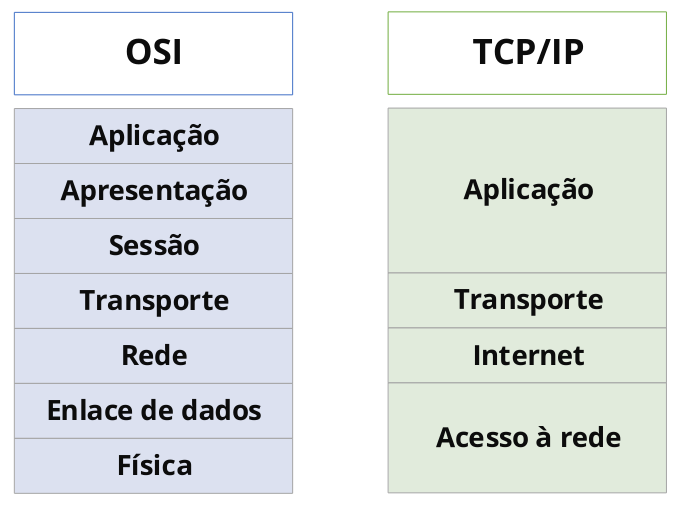 OSI
TCP/IP
Aplicação
Apresentação
Sessão
Transporte
Rede
Enlace de dados
Física
Aplicação
Transporte
Internet
Acesso à rede